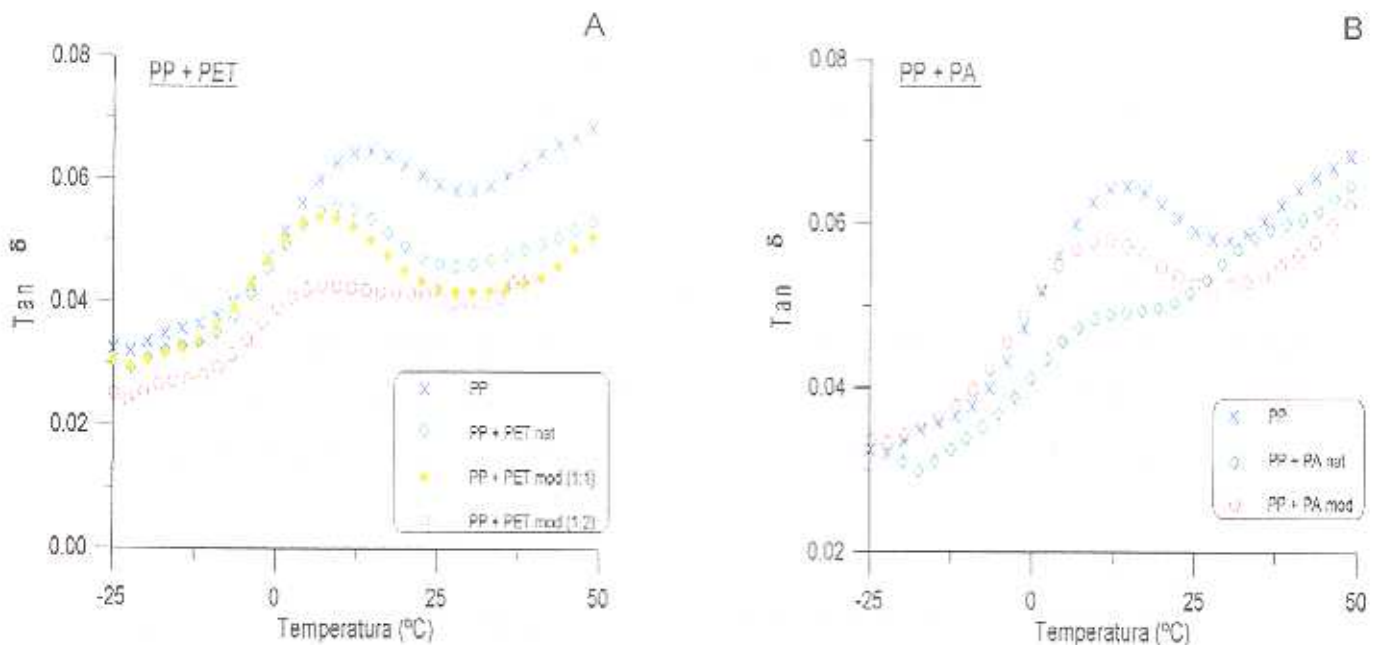 A
PP + PET
0.08
0.06
0.04
0.02
0.00
Tan δ
-25
0
25
50
Temperatura (ºC)
PP
PP + PET nat
PP + PET mod (1:1)
PP + PET mod (1:2)
B
PP + PA
0.08
0.06
0.04
0.02
Tan δ
-25
0
25
50
Temperatura (ºC)
PP
PP + PA nat
PP + PA mod